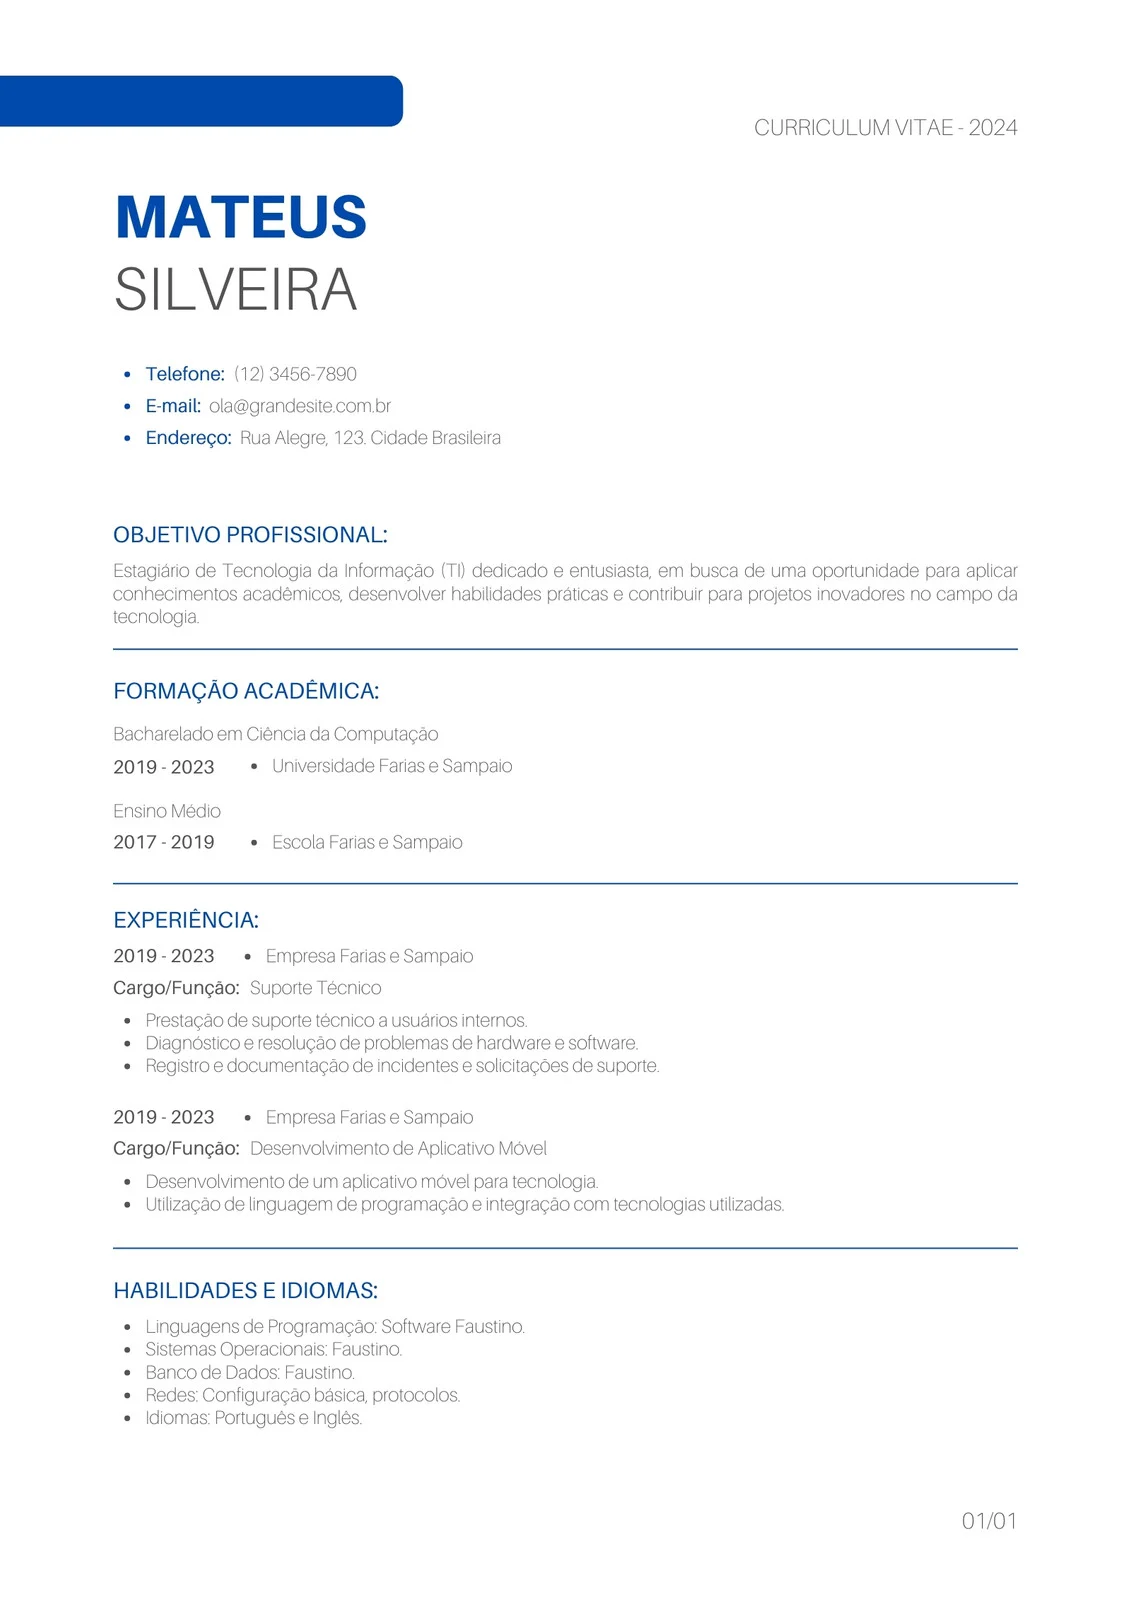 CURRICULUM VITAE - 2024
MATEUS
SILVEIRA
• Telefone: (12) 3456-7890
• E-mail: ola@grandesite.com.br
• Endereço: Rua Alegre, 123. Cidade Brasileira
OBJETIVO PROFISSIONAL:
Estagiário de Tecnologia da Informação (TI) dedicado e entusiasta, em busca de uma oportunidade para aplicar
conhecimentos acadêmicos, desenvolver habilidades práticas e contribuir para projetos inovadores no campo da
tecnologia.
FORMAÇÃO ACADÊMICA:
Bacharelado em Ciência da Computação
2019 - 2023 • Universidade Farias e Sampaio
Ensino Médio
2017 - 2019 • Escola Farias e Sampaio
EXPERIÊNCIA:
2019 - 2023 • Empresa Farias e Sampaio
Cargo/Função: Suporte Técnico
• Prestação de suporte técnico a usuários internos.
• Diagnóstico e resolução de problemas de hardware e software.
• Registro e documentação de incidentes e solicitações de suporte.
2019 - 2023 • Empresa Farias e Sampaio
Cargo/Função: Desenvolvimento de Aplicativo Móvel
• Desenvolvimento de um aplicativo móvel para tecnologia.
• Utilização de linguagem de programação e integração com tecnologias utilizadas.
HABILIDADES E IDIOMAS:
• Linguagens de Programação: Software Faustino.
• Sistemas Operacionais: Faustino.
• Banco de Dados: Faustino.
• Redes: Configuração básica, protocolos.
• Idiomas: Português e Inglês.
01/01